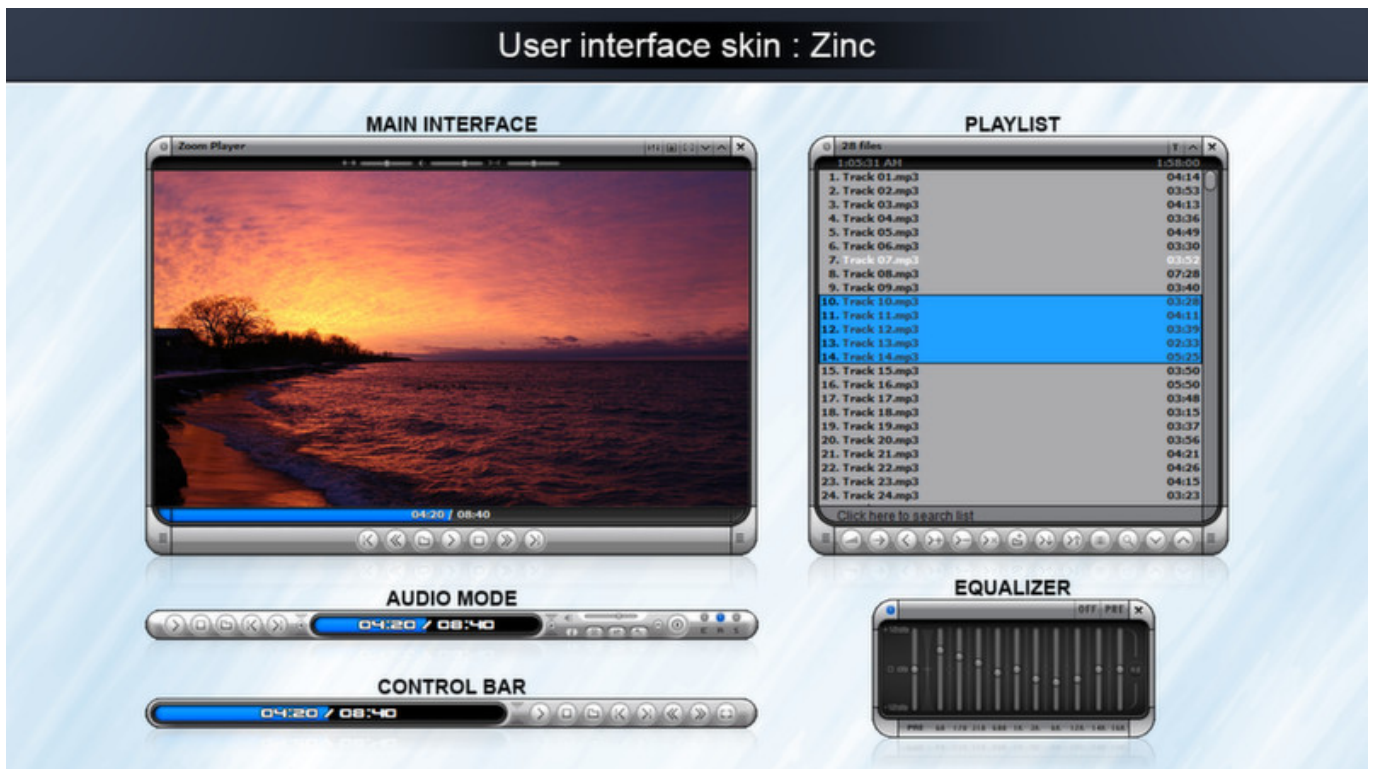 User interface skin : Zinc
MAIN INTERFACE
Zoom Player
04:20 / 08:40
PLAYLIST
28 files
T
1:05:31 AM 1:58:00
1. Track 01.mp3 04:14
2. Track 02.mp3 03:53
3. Track 03.mp3 04:13
4. Track 04.mp3 03:36
5. Track 05.mp3 04:49
6. Track 06.mp3 03:30
7. Track 07.mp3 03:52
8. Track 08.mp3 07:28
9. Track 09.mp3 03:40
10. Track 10.mp3 03:28
11. Track 11.mp3 04:11
12. Track 12.mp3 03:39
13. Track 13.mp3 02:33
14. Track 14.mp3 05:25
15. Track 15.mp3 03:50
16. Track 16.mp3 05:50
17. Track 17.mp3 03:48
18. Track 18.mp3 03:15
19. Track 19.mp3 03:37
20. Track 20.mp3 03:56
21. Track 21.mp3 04:21
22. Track 22.mp3 04:26
23. Track 23.mp3 04:15
24. Track 24.mp3 03:23
Click here to search list
AUDIO MODE
04:20 / 08:40
CONTROL BAR
04:20 / 08:40
EQUALIZER
OFF PRE
PRE